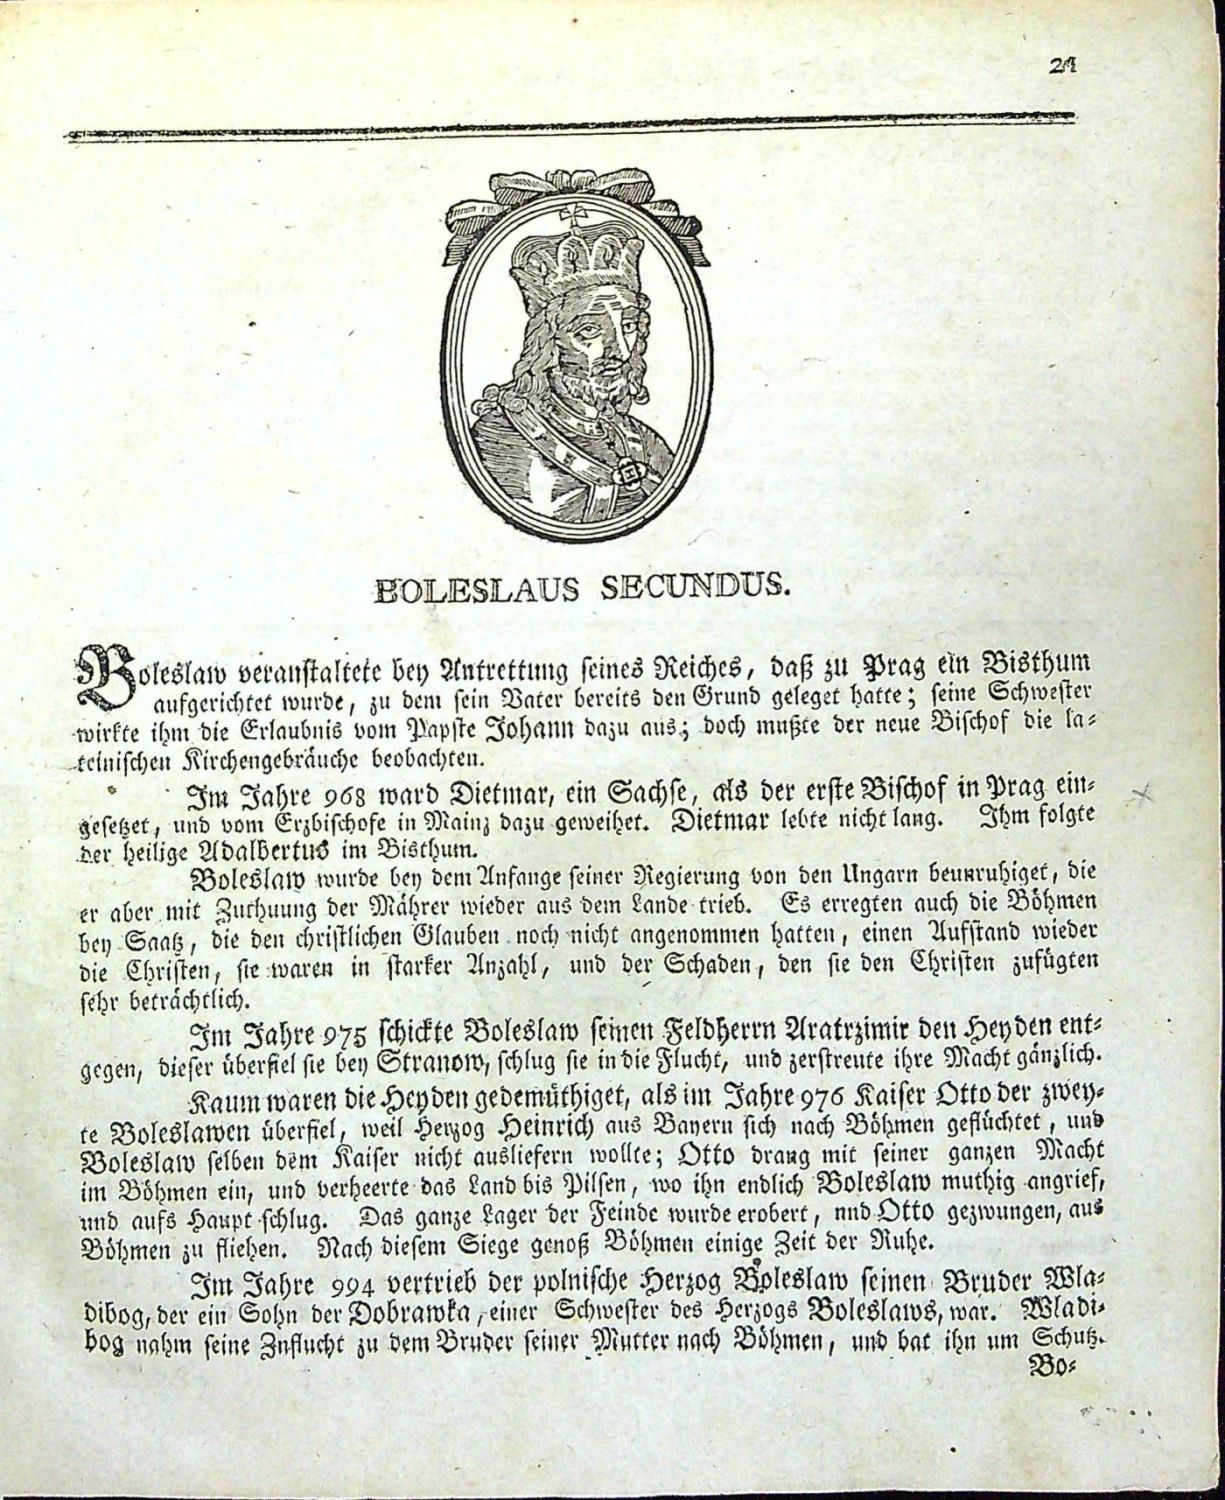 21
BOLESLAUS SECUNDUS.
Boleslaw veranstaltete bey Antrettung seines Reiches, daß zu Prag ein Bisthum
aufgerichtet wurde, zu dem sein Vater bereits den Grund geleget hatte; seine Schwester
wirkte ihm die Erlaubnis vom Papste Johann dazu aus; doch mußte der neue Bischof die la-
teinischen Kirchengebräuche beobachten.
Im Jahre 968 ward Dietmar, ein Sachse, als der erste Bischof in Prag ein-
gesetzet, und vom Erzbischofe in Mainz dazu geweihet. Dietmar lebte nicht lang. Ihm folgte
der heilige Adalbertus im Bisthum.
Boleslaw wurde bey dem Anfange seiner Regierung von den Ungarn beunruhiget, die
er aber mit Zuthuung der Mährer wieder aus dem Lande trieb. Es erregten auch die Böhmen
bey Saatz, die den christlichen Glauben noch nicht angenommen hatten, einen Aufstand wieder
die Christen, sie waren in starker Anzahl, und der Schaden, den sie den Christen zufügten
sehr beträchtlich.
Im Jahre 975 schickte Boleslaw seinen Feldherrn Aratrzimir den Heyden ent-
gegen, dieser überfiel sie bey Stranow, schlug sie in die Flucht, und zerstreute ihre Macht gänzlich.
Kaum waren die Heyden gedemüthiget, als im Jahre 976 Kaiser Otto der zwey-
te Boleslawen überfiel, weil Herzog Heinrich aus Bayern sich nach Böhmen geflüchtet, und
Boleslaw selben dem Kaiser nicht ausliefern wollte; Otto drang mit seiner ganzen Macht
im Böhmen ein, und verheerte das Land bis Pilsen, wo ihn endlich Boleslaw muthig angrief,
und aufs Haupt schlug. Das ganze Lager der Feinde wurde erobert, nnd Otto gezwungen, aus
Böhmen zu fliehen. Nach diesem Siege genoß Böhmen einige Zeit der Ruhe.
Im Jahre 994 vertrieb der polnische Herzog Boleslaw seinen Bruder Wla-
dibog, der ein Sohn der Dobrawka, einer Schwester des Herzogs Boleslaws, war. Wladi-
bog nahm seine Znflucht zu dem Bruder seiner Mutter nach Böhmen, und bat ihn um Schutz.
Bo-